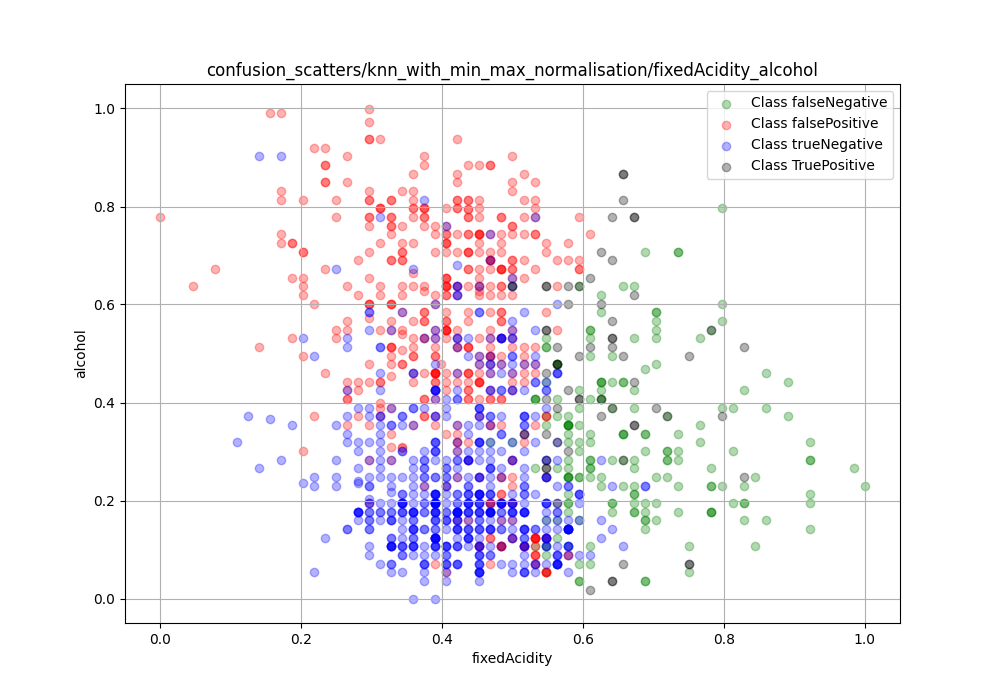 confusion_scatters/knn_with_min_max_normalisation/fixedAcidity_alcohol
Class falseNegative
Class falsePositive
Class trueNegative
Class TruePositive
alcohol
1.0
0.8
0.6
0.4
0.2
0.0
0.0 0.2 0.4 0.6 0.8 1.0
fixedAcidity